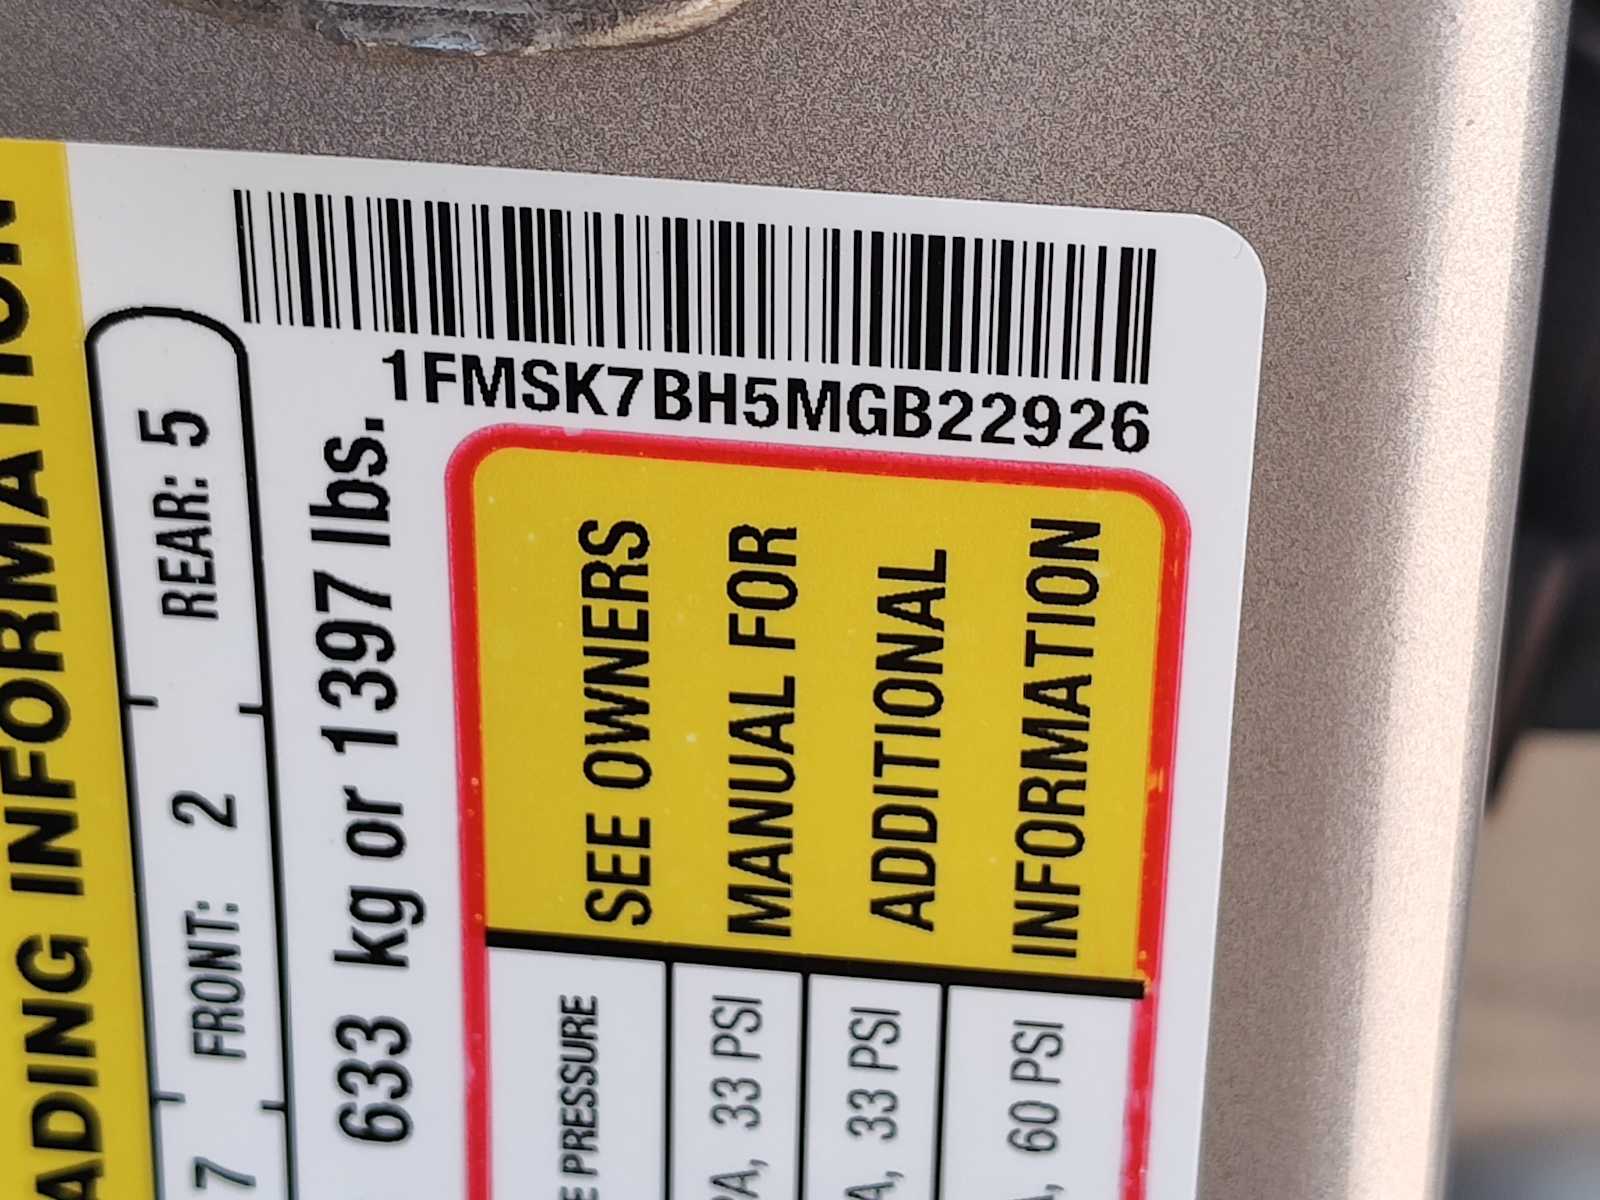 1FMSK7BH5MGB22926
ADING INFORMATION
7 FRONT: 2 REAR: 5
633 kg or 1397 lbs.
PRESSURE SEE OWNERS
33 PSI MANUAL FOR
33 PSI ADDITIONAL
60 PSI INFORMATION